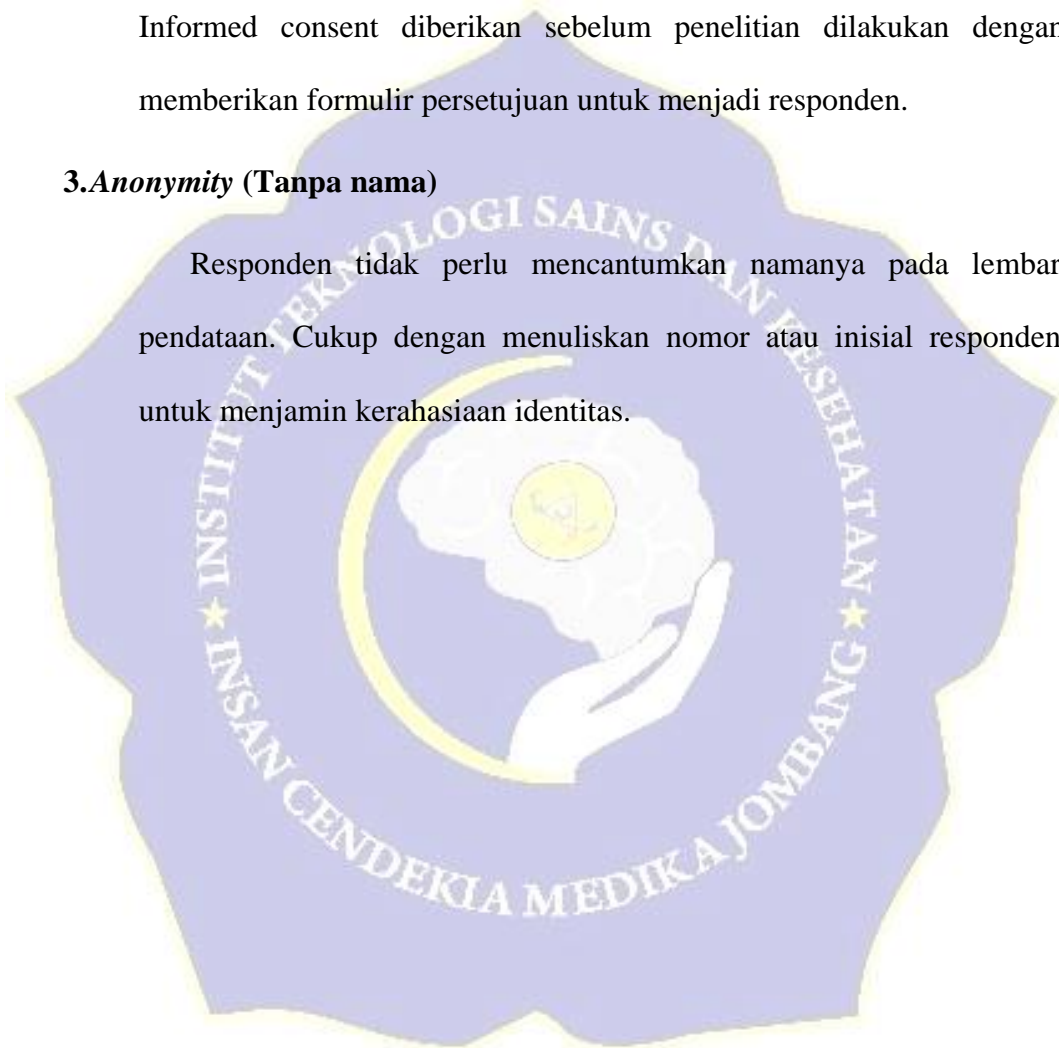 Informed consent diberikan sebelum penelitian dilakukan dengan
memberikan formulir persetujuan untuk menjadi responden.
3.Anonymity (Tanpa nama)
Responden tidak perlu mencantumkan namanya pada lembar
pendataan. Cukup dengan menuliskan nomor atau inisial responden
untuk menjamin kerahasiaan identitas.
INSTITUT TEKNOLOGI SAINS DAN KESEHATAN
INSAN CENDEKIA MEDIKA JOMBANG